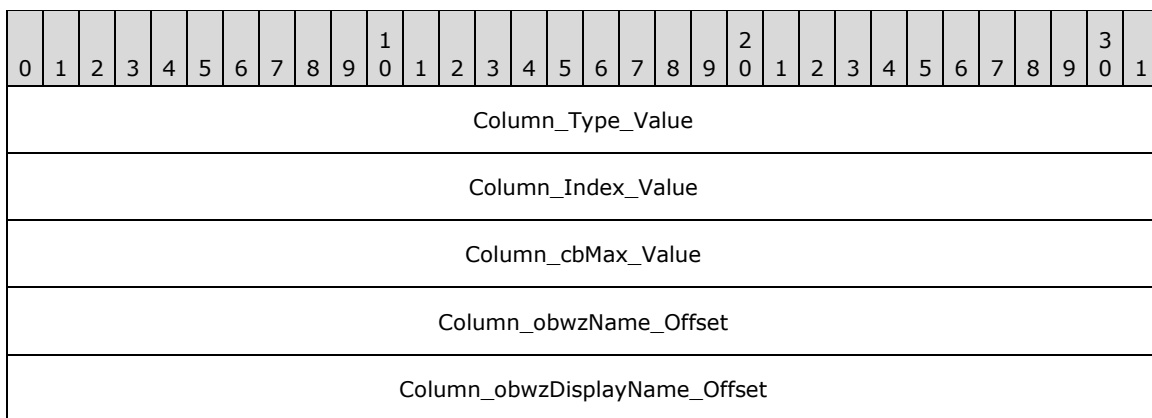 1 2 3
0 1 2 3 4 5 6 7 8 9 0 1 2 3 4 5 6 7 8 9 0 1 2 3 4 5 6 7 8 9 0 1
Column_Type_Value
Column_Index_Value
Column_cbMax_Value
Column_obwzName_Offset
Column_obwzDisplayName_Offset